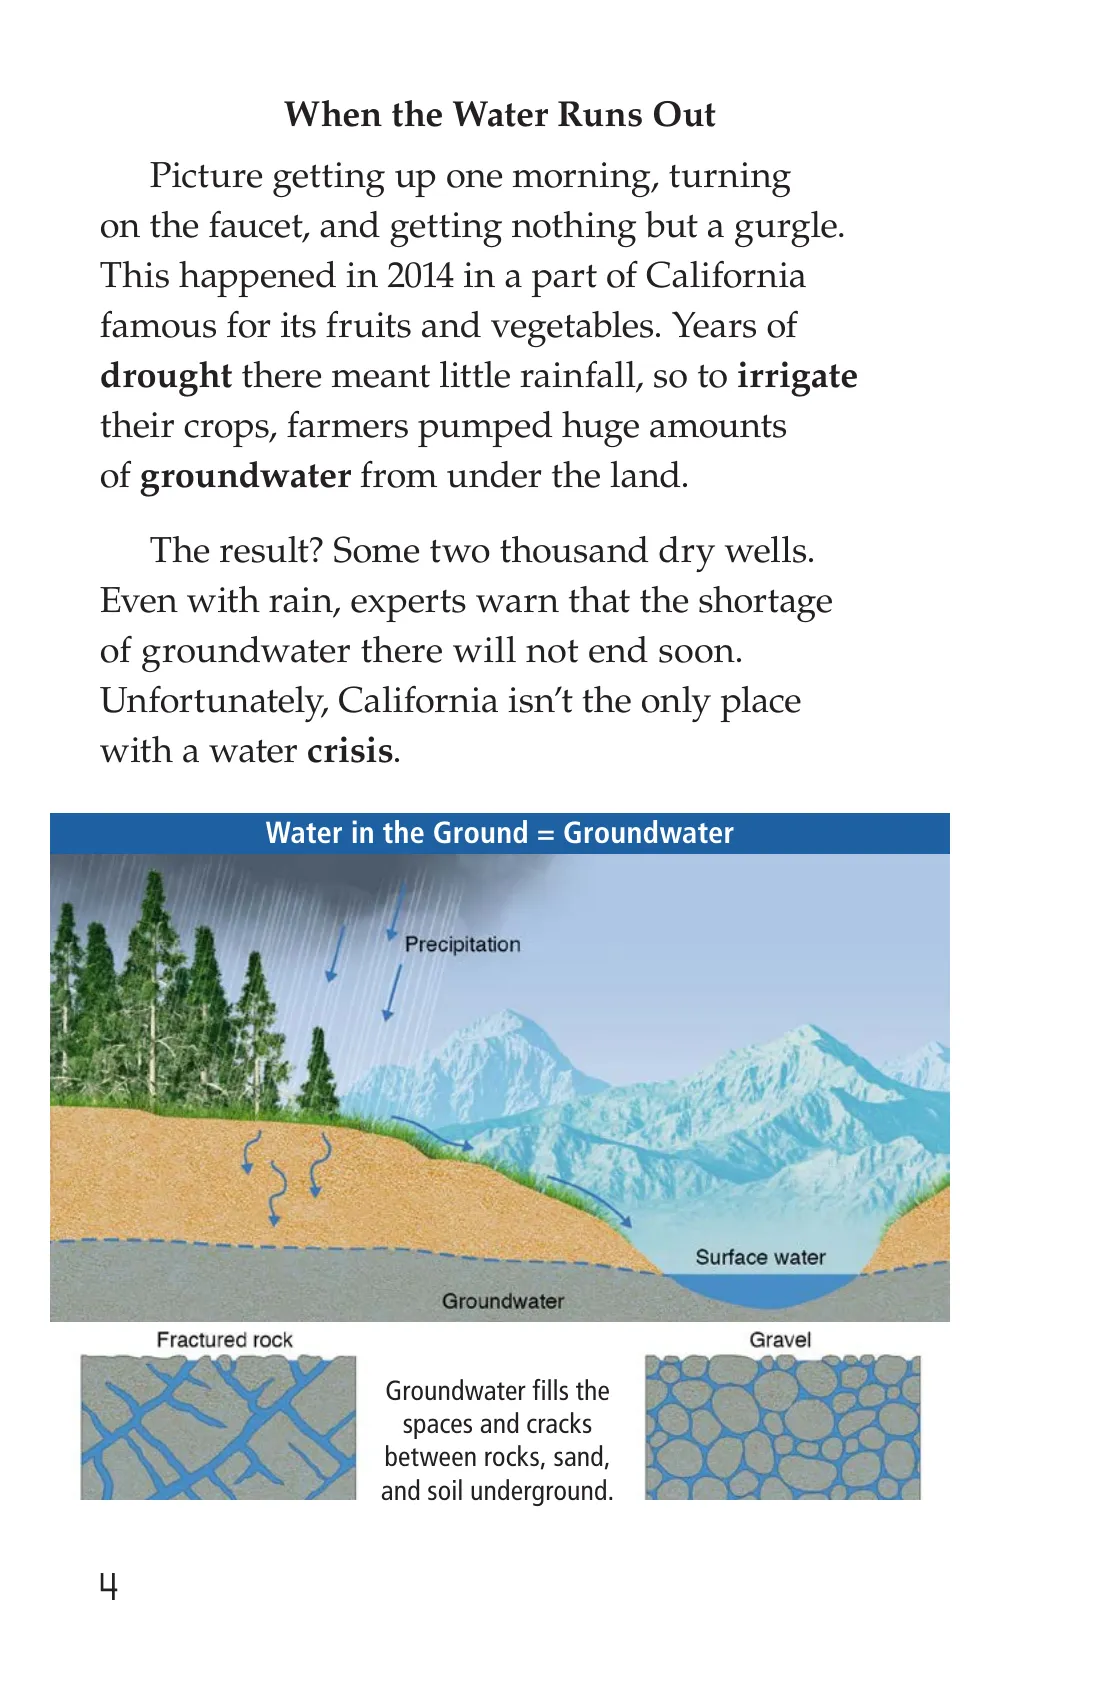 When the Water Runs Out
Picture getting up one morning, turning
on the faucet, and getting nothing but a gurgle.
This happened in 2014 in a part of California
famous for its fruits and vegetables. Years of
drought there meant little rainfall, so to irrigate
their crops, farmers pumped huge amounts
of groundwater from under the land.
The result? Some two thousand dry wells.
Even with rain, experts warn that the shortage
of groundwater there will not end soon.
Unfortunately, California isn’t the only place
with a water crisis.
Water in the Ground = Groundwater
Precipitation
Surface water
Groundwater
Fractured rock
Groundwater fills the
spaces and cracks
between rocks, sand,
and soil underground.
Gravel
4